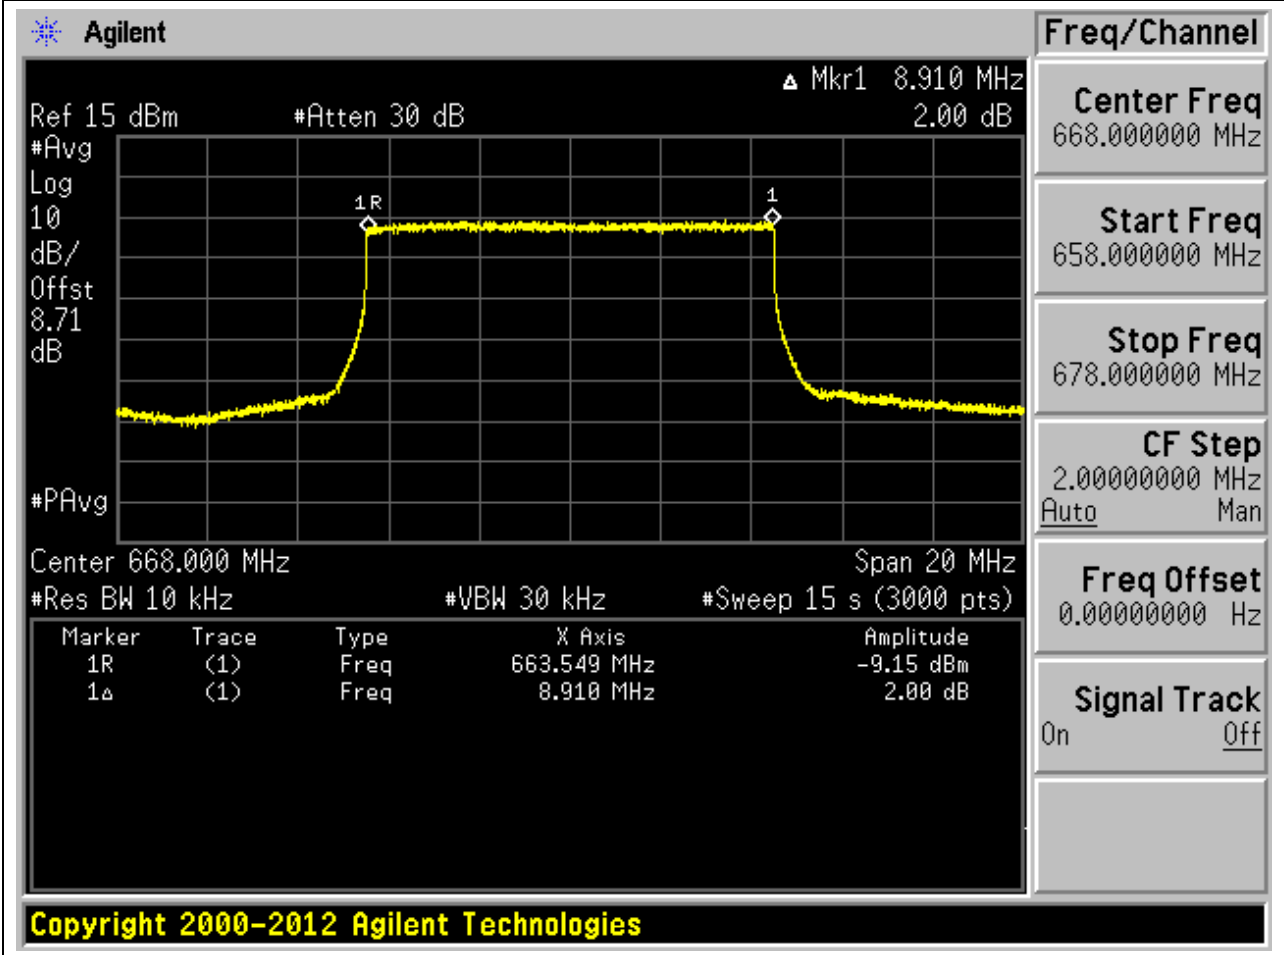 Agilent
Freq/Channel
Δ Mkr1 8.910 MHz
Ref 15 dBm #Atten 30 dB 2.00 dB
#Avg
Log
10
dB/
Offst
8.71
dB
#PAvg
1R
1
Center 668.000 MHz Span 20 MHz
#Res BW 10 kHz #VBW 30 kHz #Sweep 15 s (3000 pts)
Marker Trace Type X Axis Amplitude
1R (1) Freq 663.549 MHz -9.15 dBm
1Δ (1) Freq 8.910 MHz 2.00 dB
Center Freq
668.000000 MHz
Start Freq
658.000000 MHz
Stop Freq
678.000000 MHz
CF Step
2.00000000 MHz
Auto Man
Freq Offset
0.00000000 Hz
Signal Track
On Off
Copyright 2000-2012 Agilent Technologies